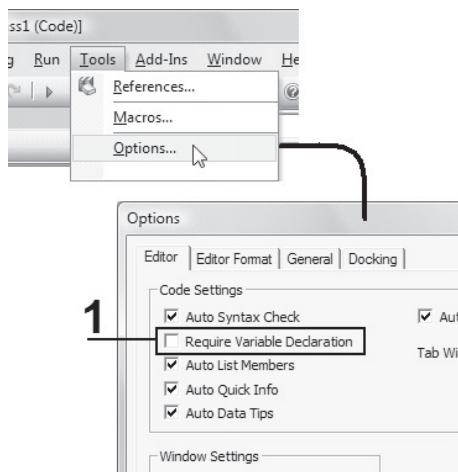 ss1 (Code)]
Run Tools Add-Ins Window He
References...
Macros...
Options...
Options
Editor Editor Format General Docking
Code Settings
1
Auto Syntax Check Aut
Require Variable Declaration
Tab Wi
Auto List Members
Auto Quick Info
Auto Data Tips
Window Settings